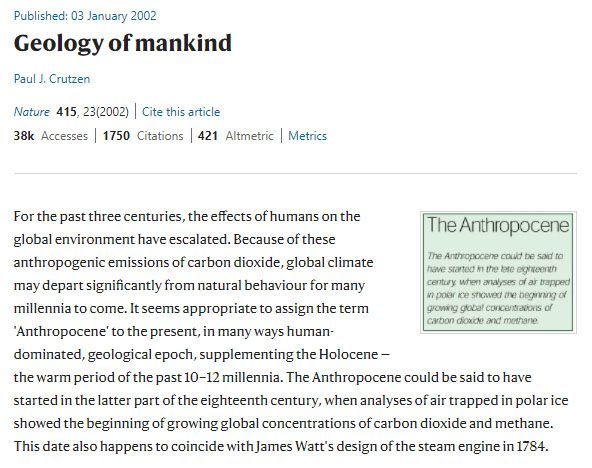 Published: 03 January 2002
Geology of mankind
Paul J. Crutzen
Nature 415, 23(2002) | Cite this article
38k Accesses | 1750 Citations | 421 Altmetric | Metrics
For the past three centuries, the effects of humans on the
global environment have escalated. Because of these
anthropogenic emissions of carbon dioxide, global climate
may depart significantly from natural behaviour for many
millennia to come. It seems appropriate to assign the term
'Anthropocene' to the present, in many ways human-
dominated, geological epoch, supplementing the Holocene —
the warm period of the past 10–12 millennia. The Anthropocene could be said to have
started in the latter part of the eighteenth century, when analyses of air trapped in polar ice
showed the beginning of growing global concentrations of carbon dioxide and methane.
This date also happens to coincide with James Watt's design of the steam engine in 1784.
The Anthropocene
The Anthropocene could be said to
have started in the late eighteenth
century, when analyses of air trapped
in polar ice showed the beginning of
growing global concentrations of
carbon dioxide and methane.